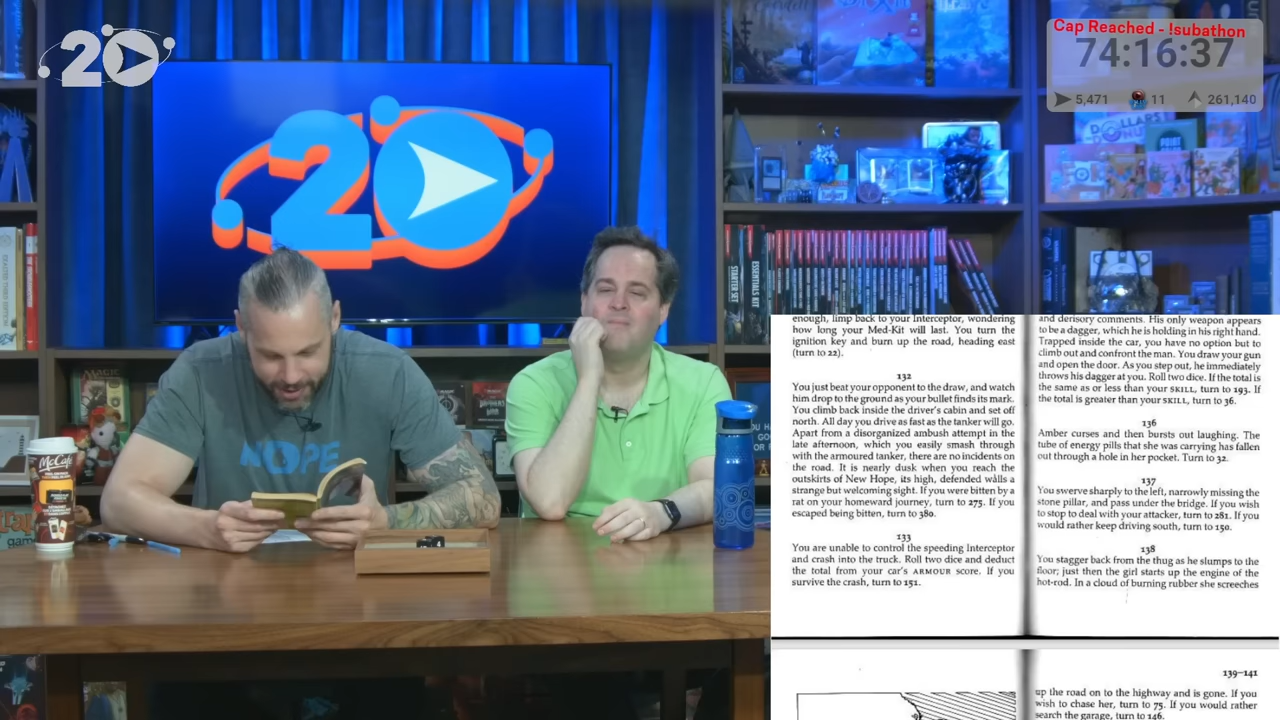 20
Cap Reached - !subathon
74:16:37
5,471
11
261,140
20
STARTER SET
ESSENTIALS KIT
MAGIC
NOPE
McCafé
enough, limp back to your Interceptor, wondering
how long your Med-Kit will last. You turn the
ignition key and burn up the road, heading east
(turn to 22).
132
You just beat your opponent to the draw, and watch
him drop to the ground as your bullet finds its mark.
You climb back inside the driver's cabin and set off
north. All day you drive as fast as the tanker will go.
Apart from a disorganized ambush attempt in the
late afternoon, which you easily smash through
with the armoured tanker, there are no incidents on
the road. It is nearly dusk when you reach the
outskirts of New Hope, its high, defended walls a
strange but welcoming sight. If you were bitten by a
rat on your homeward journey, turn to 275. If you
escaped being bitten, turn to 380.
133
You are unable to control the speeding Interceptor
and crash into the truck. Roll two dice and deduct
the total from your car's ARMOUR score. If you
survive the crash, turn to 151.
and derisory comments. His only weapon appears
to be a dagger, which he is holding in his right hand.
Trapped inside the car, you have no option but to
climb out and confront the man. You draw your gun
and open the door. As you step out, he immediately
throws his dagger at you. Roll two dice. If the total is
the same as or less than your SKILL, turn to 193. If
the total is greater than your SKILL, turn to 36.
136
Amber curses and then bursts out laughing. The
tube of energy pills that she was carrying has fallen
out through a hole in her pocket. Turn to 32.
137
You swerve sharply to the left, narrowly missing the
stone pillar, and pass under the bridge. If you wish
to stop to deal with your attacker, turn to 281. If you
would rather keep driving south, turn to 150.
138
You stagger back from the thug as he slumps to the
floor; just then the girl starts up the engine of the
hot-rod. In a cloud of burning rubber she screeches
139–141
up the road on to the highway and is gone. If you
wish to chase her, turn to 75. If you would rather
search the garage, turn to 146.